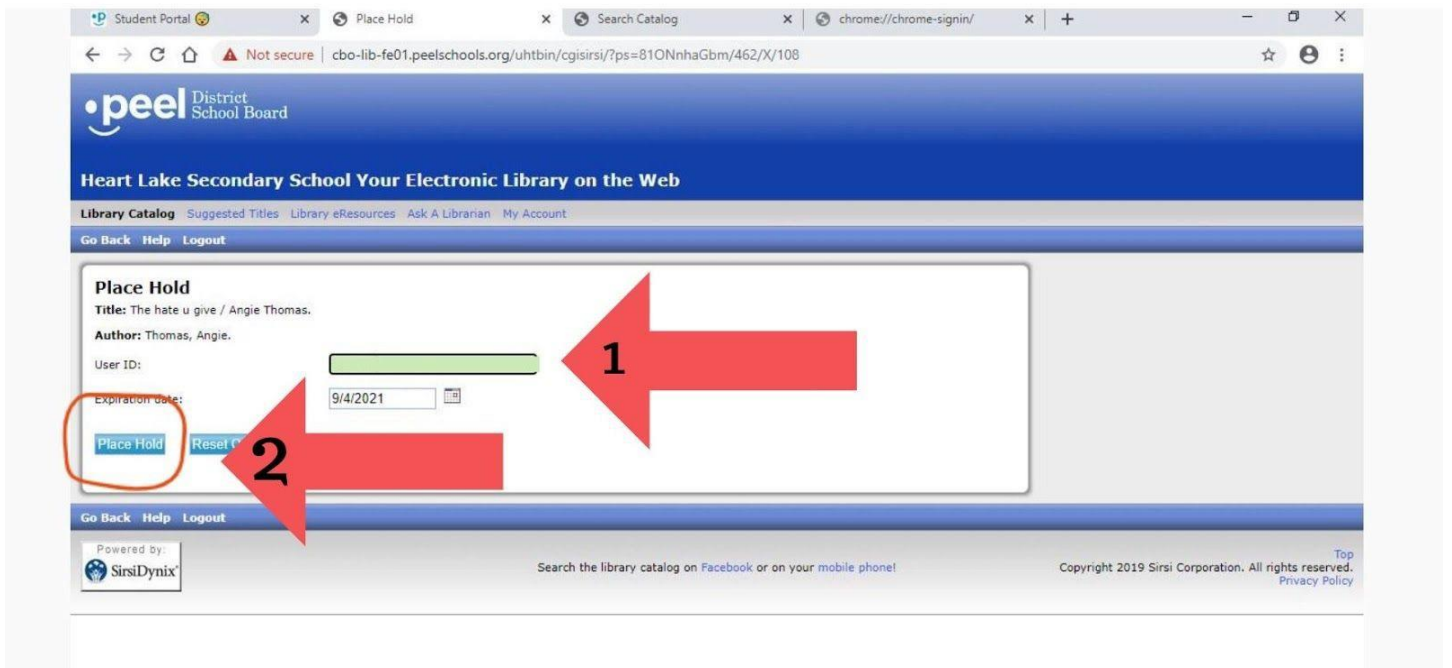 Student Portal
Place Hold
Search Catalog
chrome://chrome-signin/
Not secure cbo-lib-fe01.peelschools.org/uhtbin/cgisirsi/?ps=81ONnhaGbm/462/X/108
peel District School Board
Heart Lake Secondary School Your Electronic Library on the Web
Library Catalog Suggested Titles Library eResources Ask A Librarian My Account
Go Back Help Logout
Place Hold
Title: The hate u give / Angie Thomas.
Author: Thomas, Angie.
User ID:
1
Expiration date: 9/4/2021
Place Hold Reset
2
Go Back Help Logout
Powered by:
SirsiDynix
Search the library catalog on Facebook or on your mobile phone!
Top
Copyright 2019 Sirsi Corporation. All rights reserved.
Privacy Policy